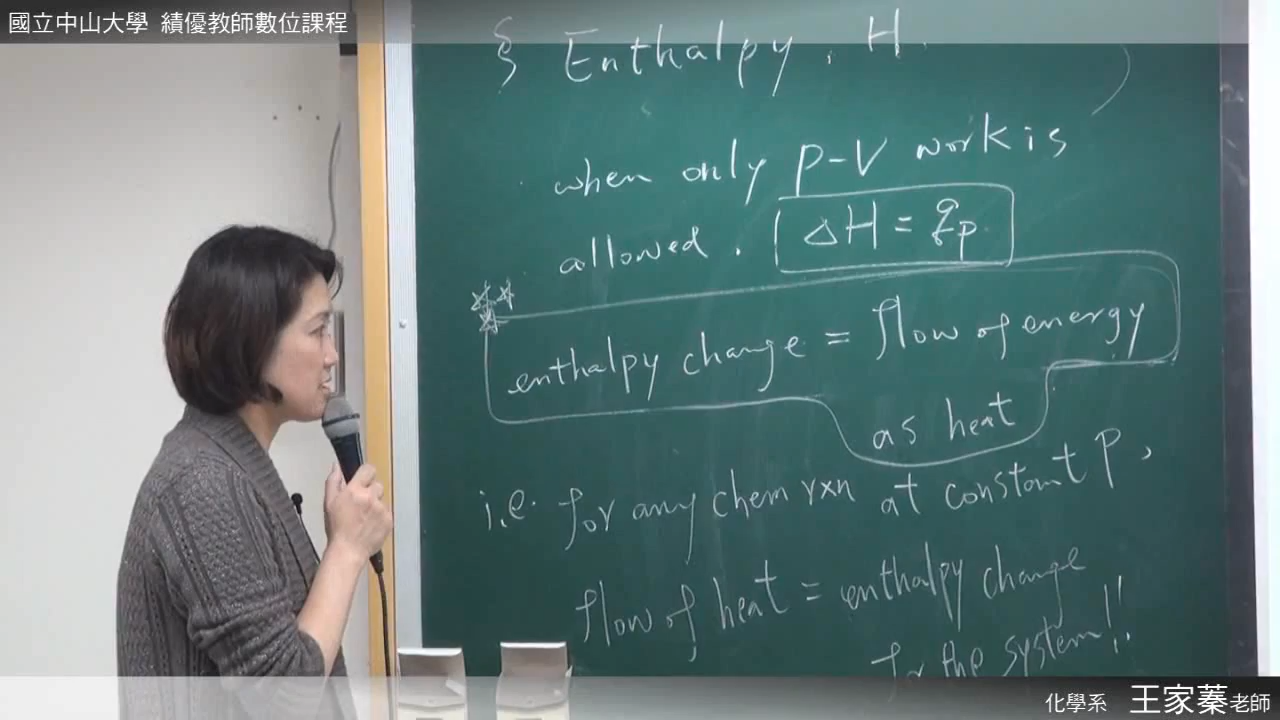 國立中山大學 績優教師數位課程
§ Enthalpy, H.
when only P-V work is
allowed. ΔH = qp
enthalpy change = flow of energy
as heat
i.e. for any chem rxn at constant P,
flow of heat = enthalpy change
for the system!!
化學系 王家蓁老師